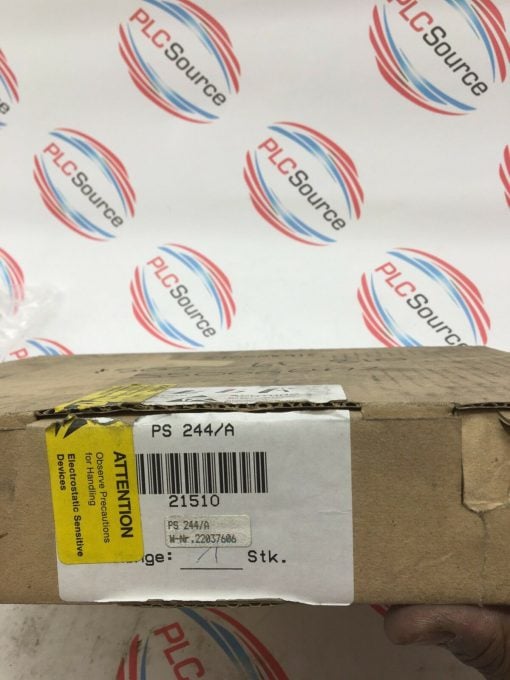 PLCSource
PLCSource
PLCSource
PLCSource
PLCSource
PLCSource
PS 244/A
21510
PS 244/A
W-Nr.22037606
Stk.
ATTENTION
Observe Precautions
for Handling
Electrostatic Sensitive
Devices
PLCSource